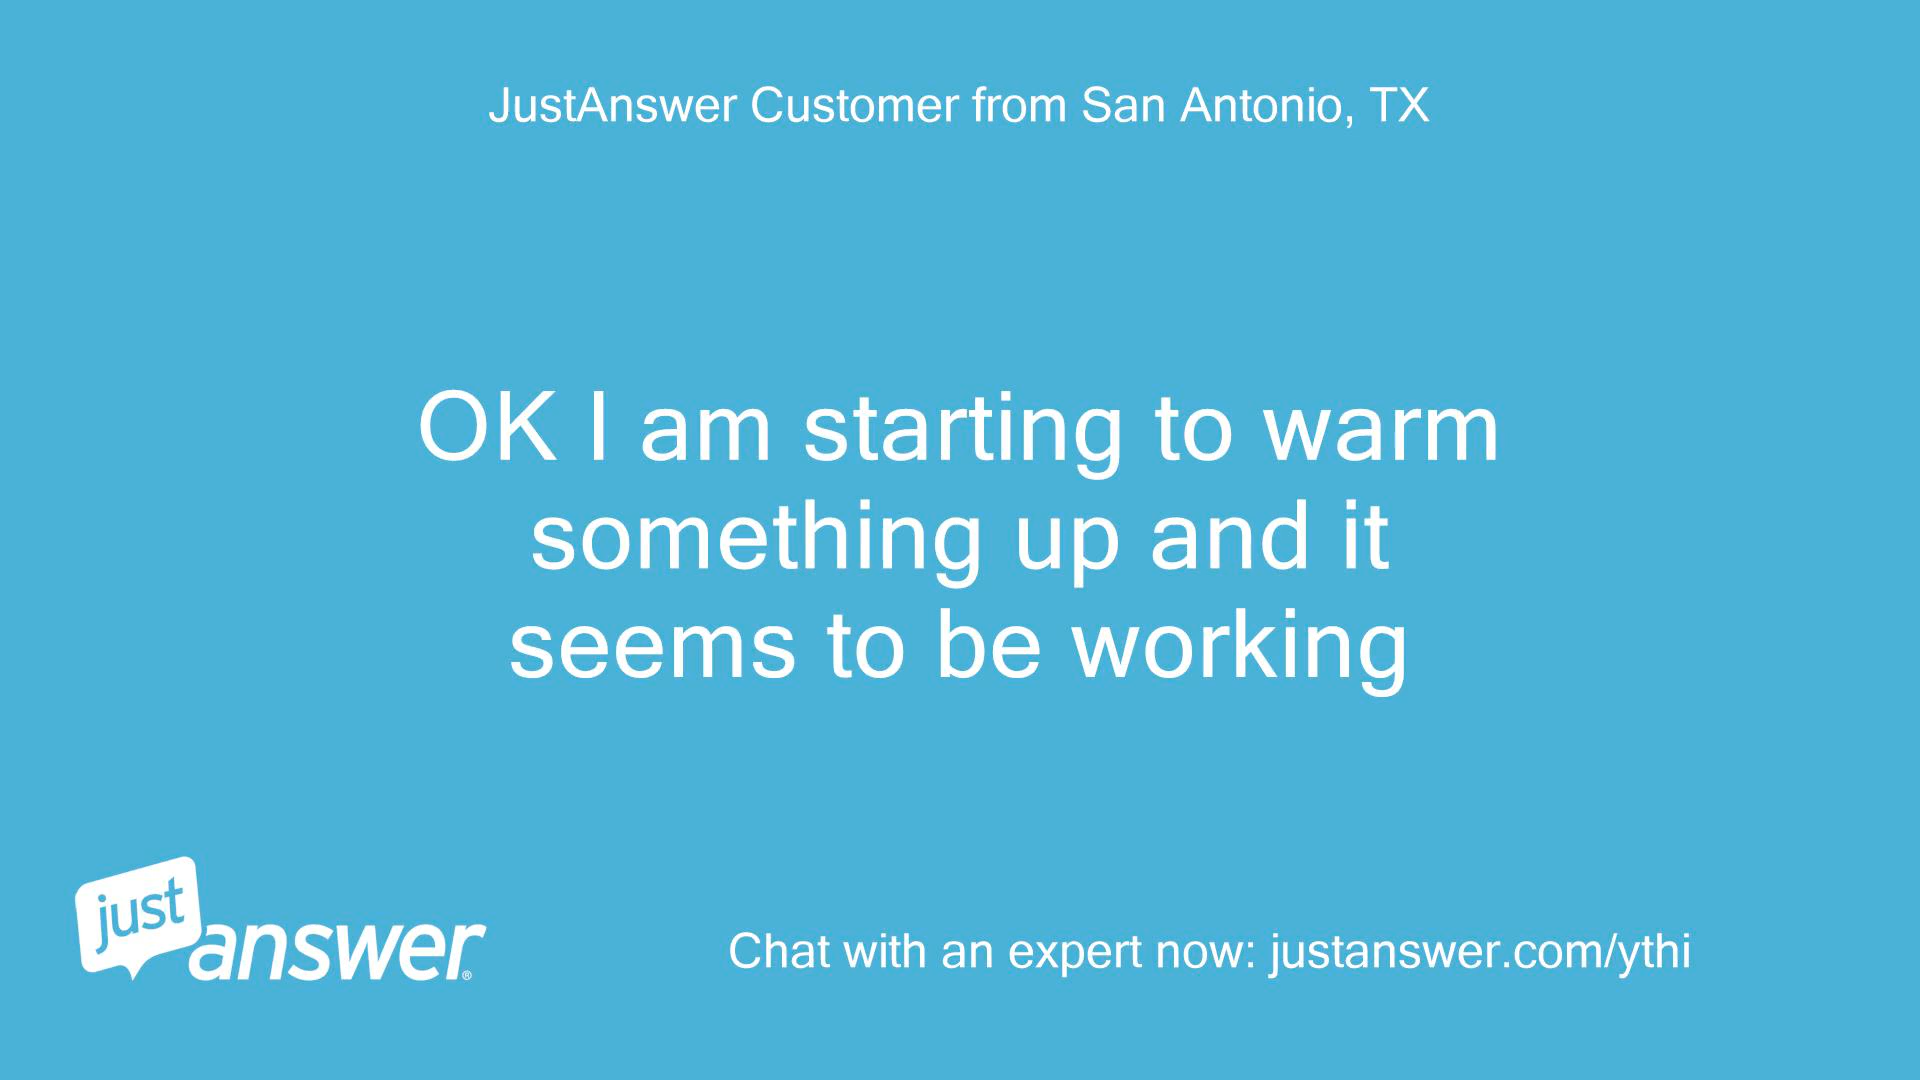 JustAnswer Customer from San Antonio, TX
OK I am starting to warm
something up and it
seems to be working
just
answer®
Chat with an expert now: justanswer.com/ythi